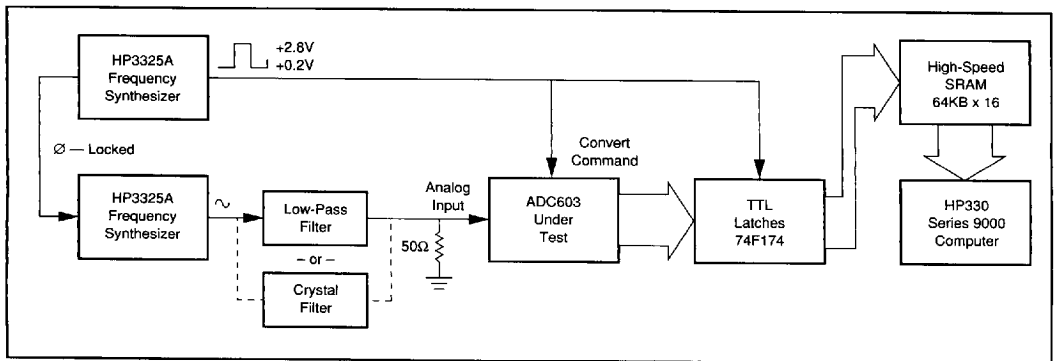 HP3325A
Frequency
Synthesizer
+2.8V
+0.2V
High-Speed
SRAM
64KB x 16
Ø — Locked
Convert
Command
HP3325A
Frequency
Synthesizer
~
Low-Pass
Filter
– or –
Crystal
Filter
Analog
Input
50Ω
ADC603
Under
Test
TTL
Latches
74F174
HP330
Series 9000
Computer